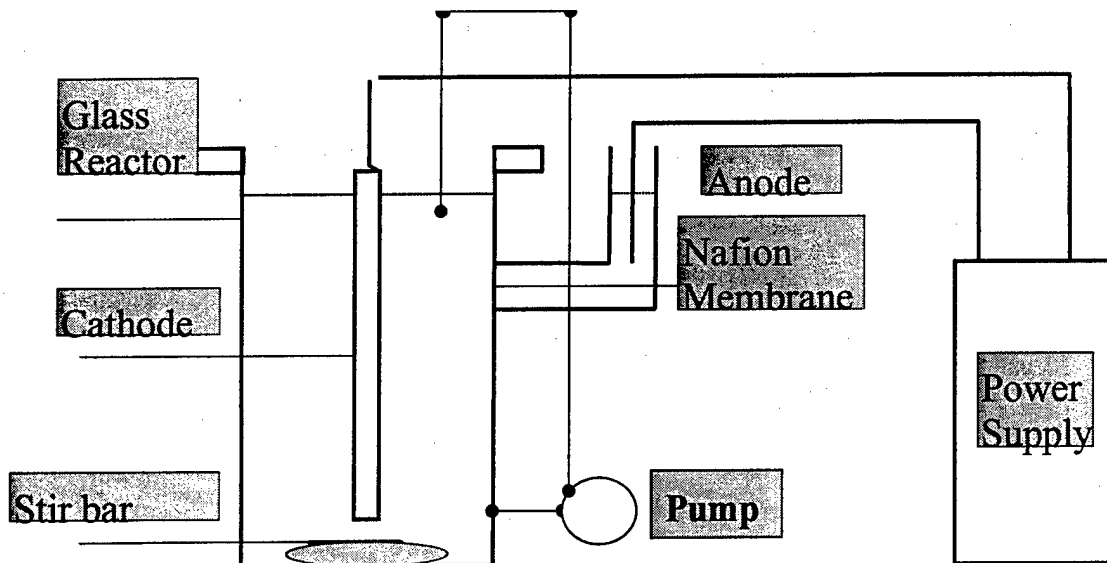 Glass
Reactor
Anode
Nafion
Membrane
Cathode
Power
Supply
Stir bar
Pump